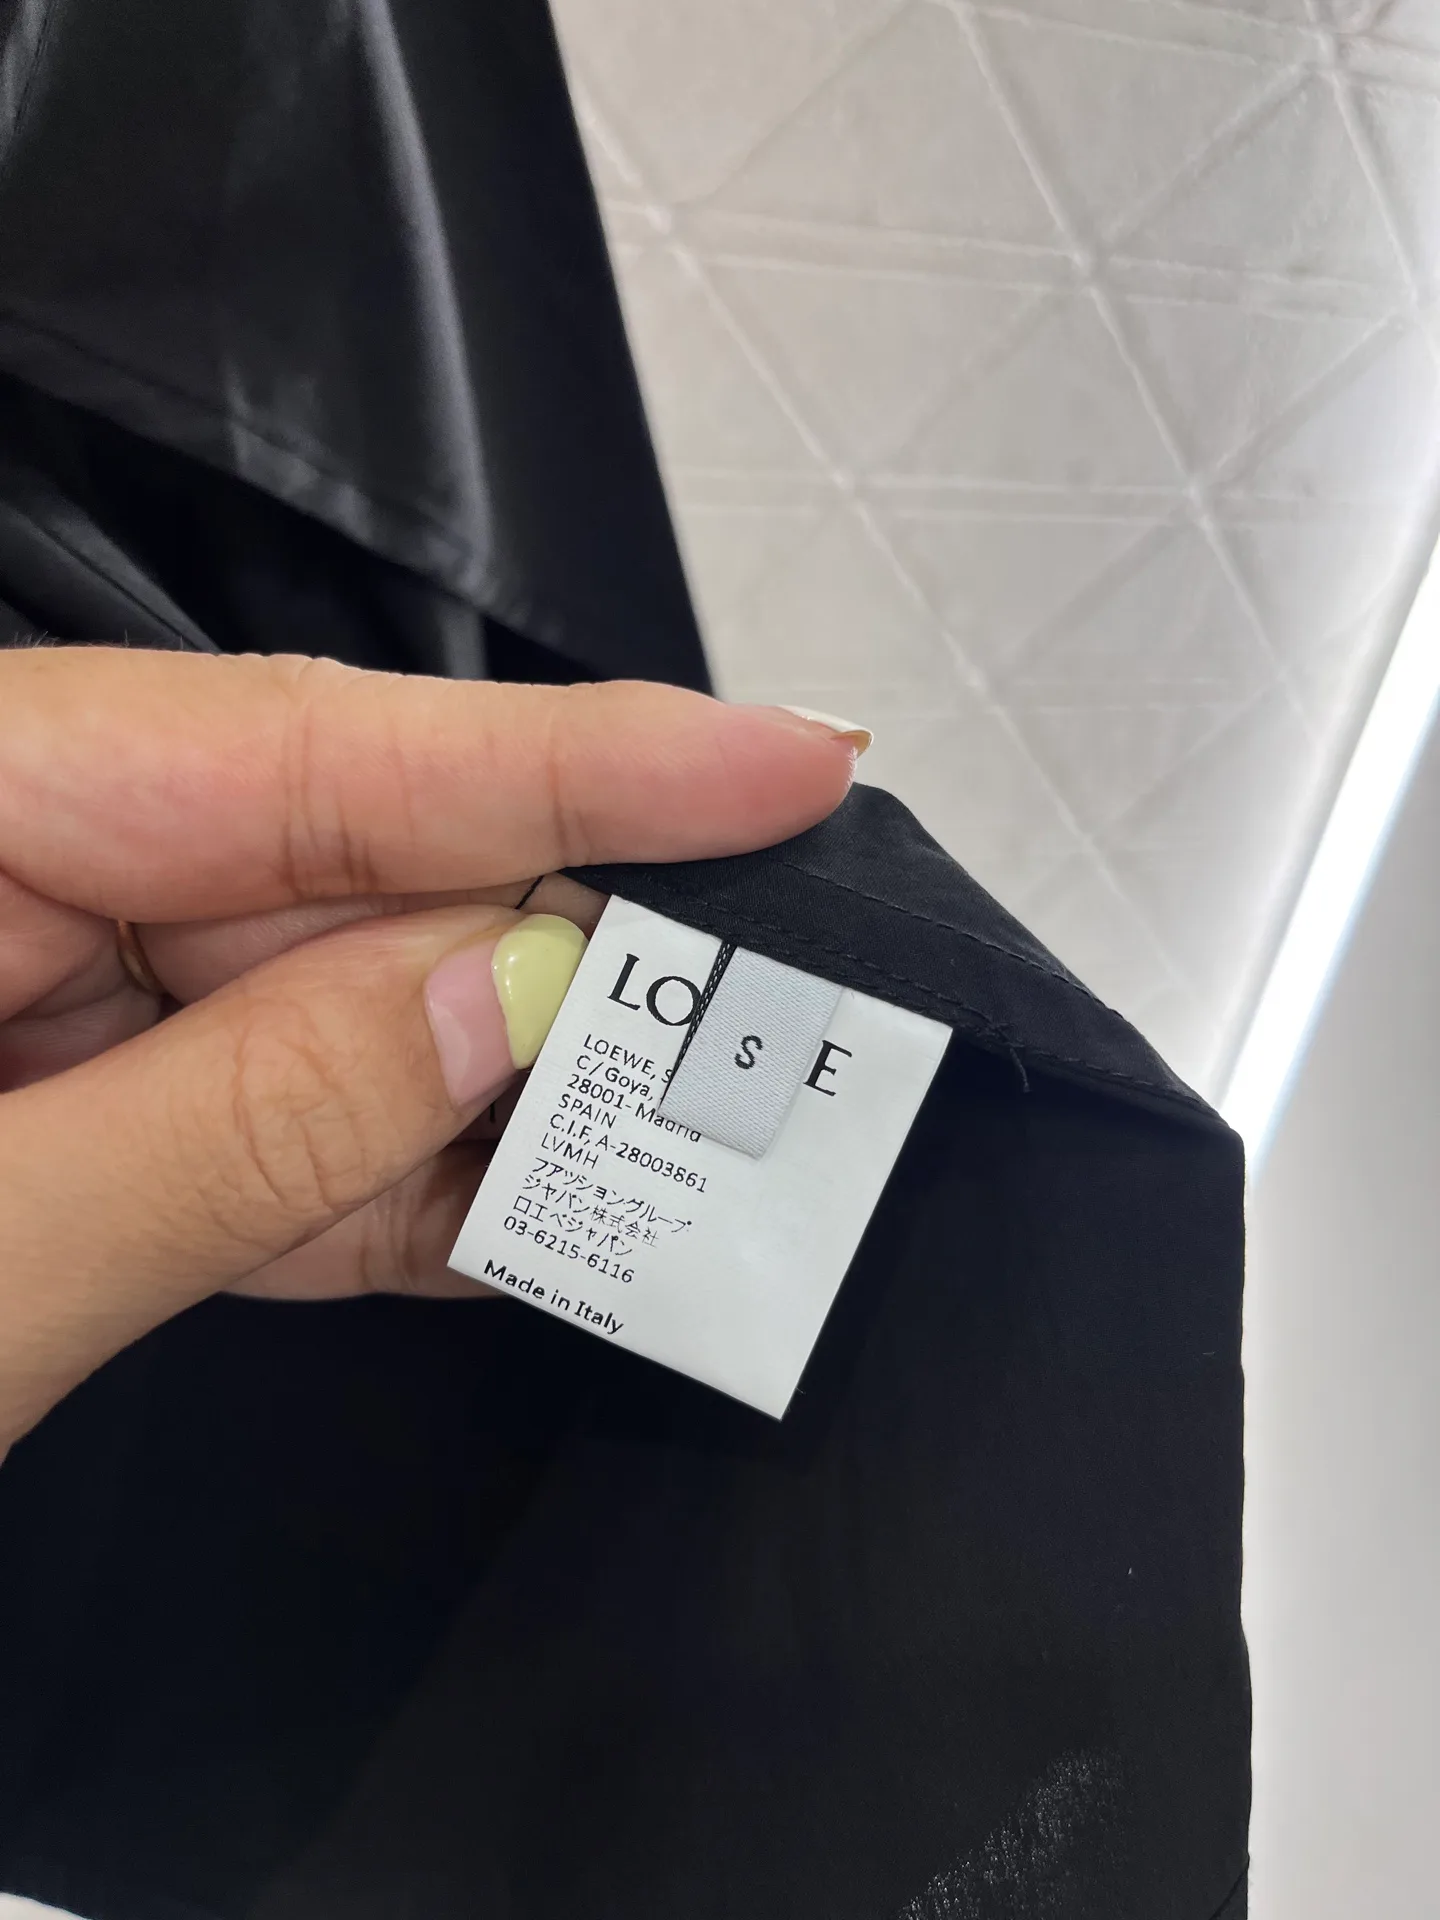 LO E
S
LOEWE, S
C/Goya,
28001- Madrid
SPAIN
C.I.F, A-28003861
LVMH
ファッショングループ
ジャパン株式会社
ロエベジャパン
03-6215-6116
Made in Italy